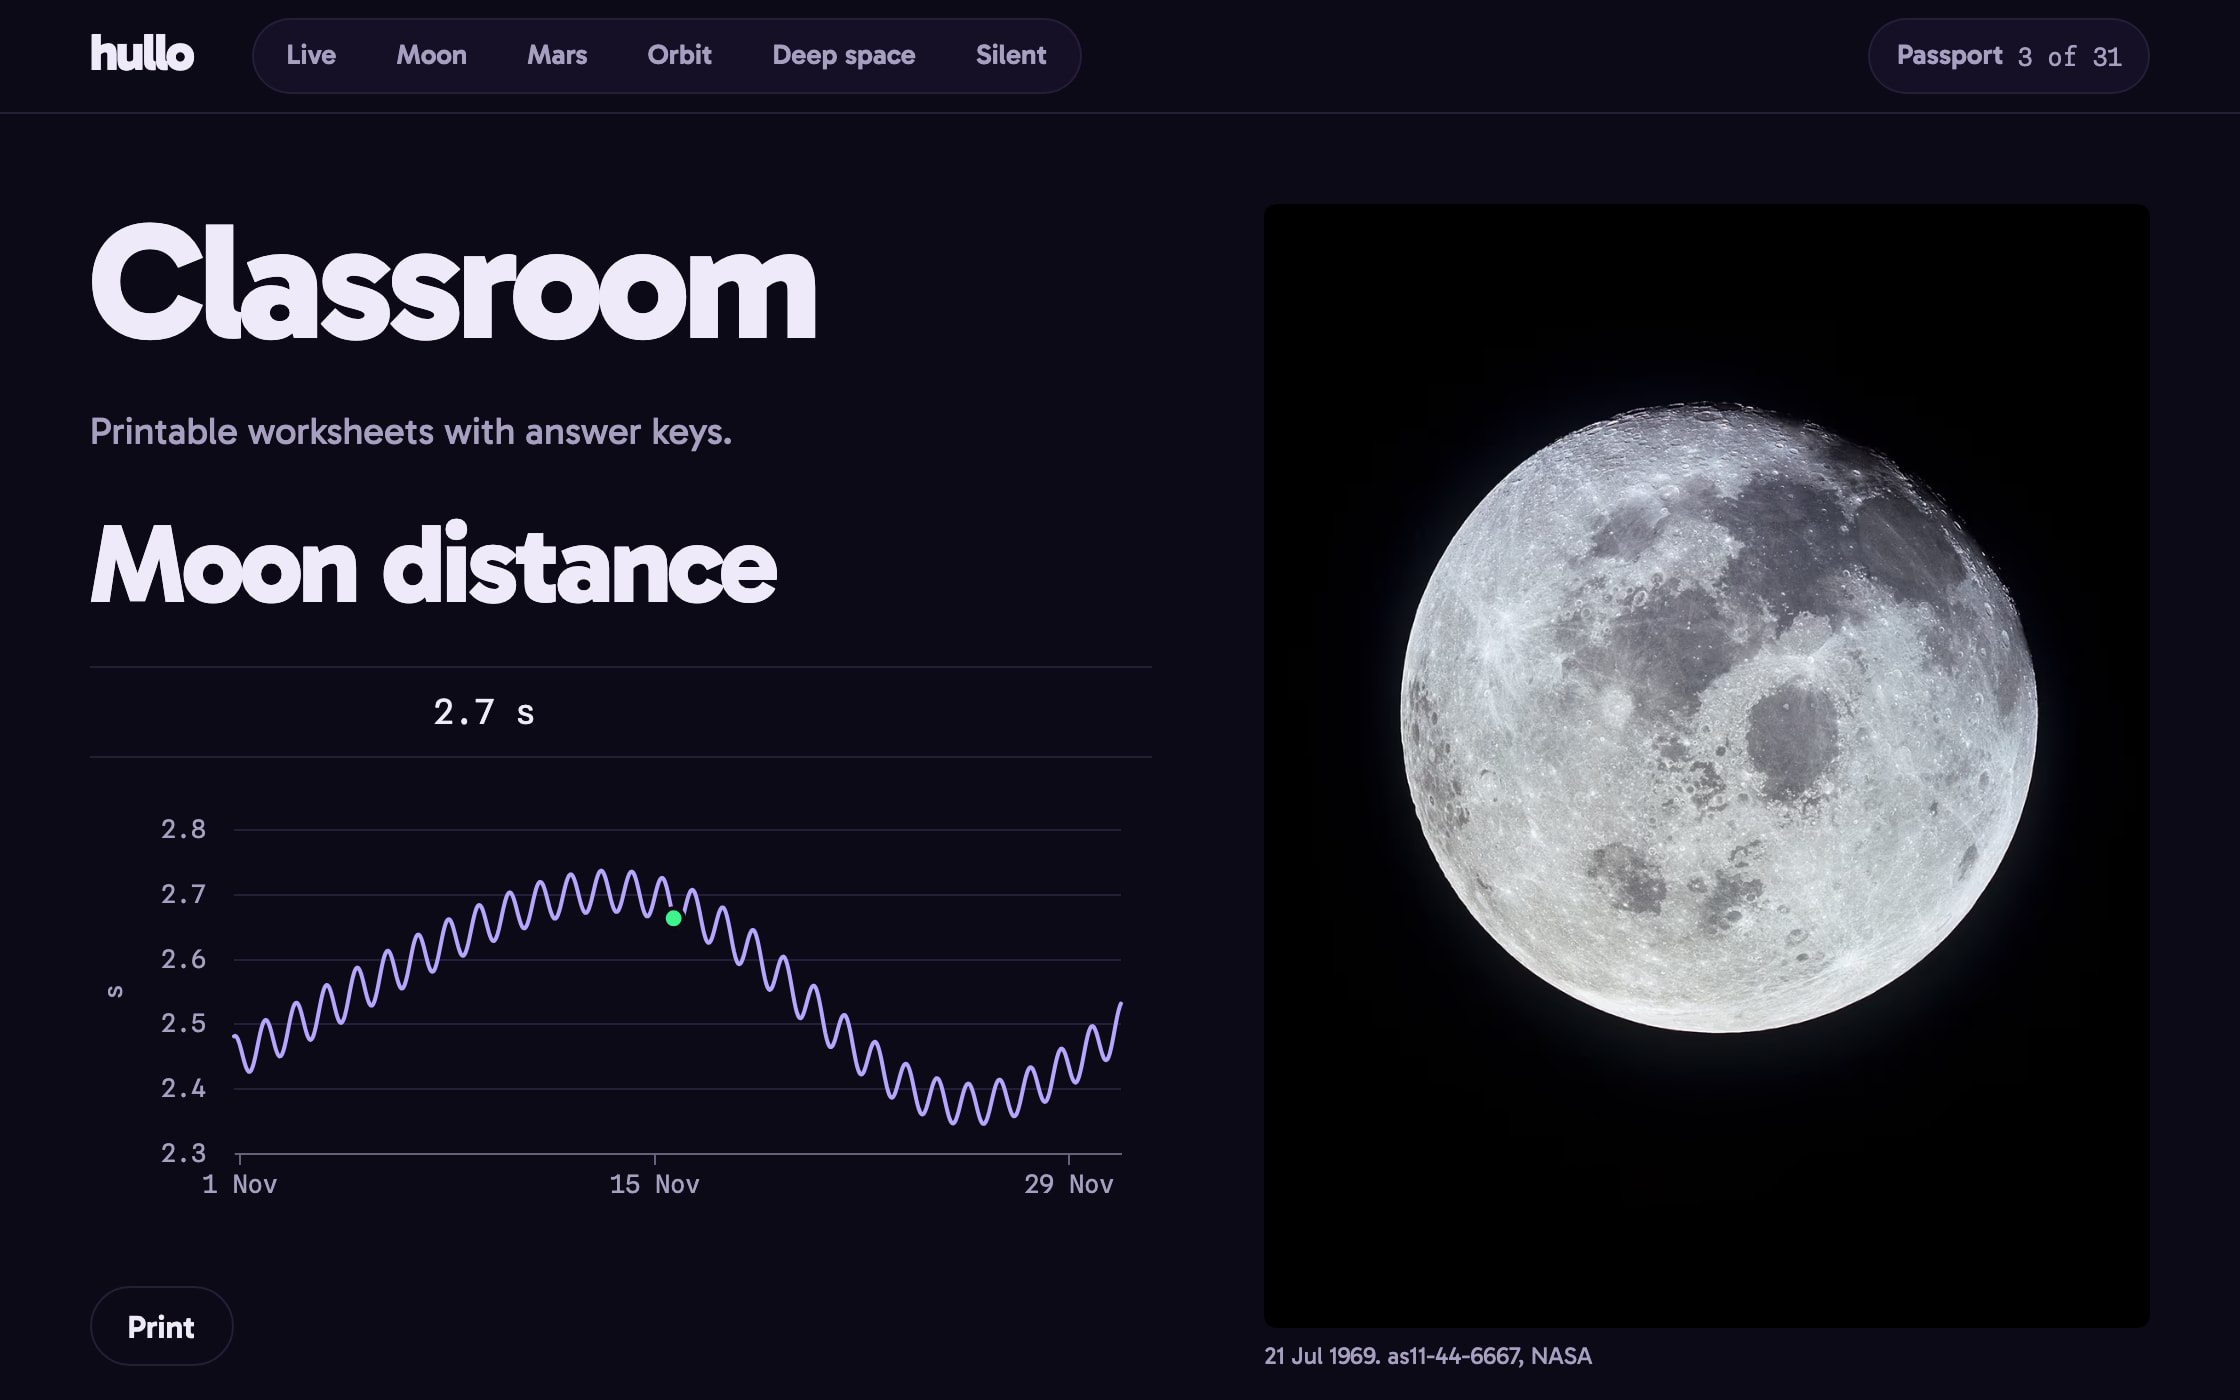 hullo
Live Moon Mars Orbit Deep space Silent
Passport 3 of 31
Classroom
Printable worksheets with answer keys.
Moon distance
2.7 s
2.8
2.7
2.6
s
2.5
2.4
2.3
1 Nov 15 Nov 29 Nov
Print
21 Jul 1969. as11-44-6667, NASA